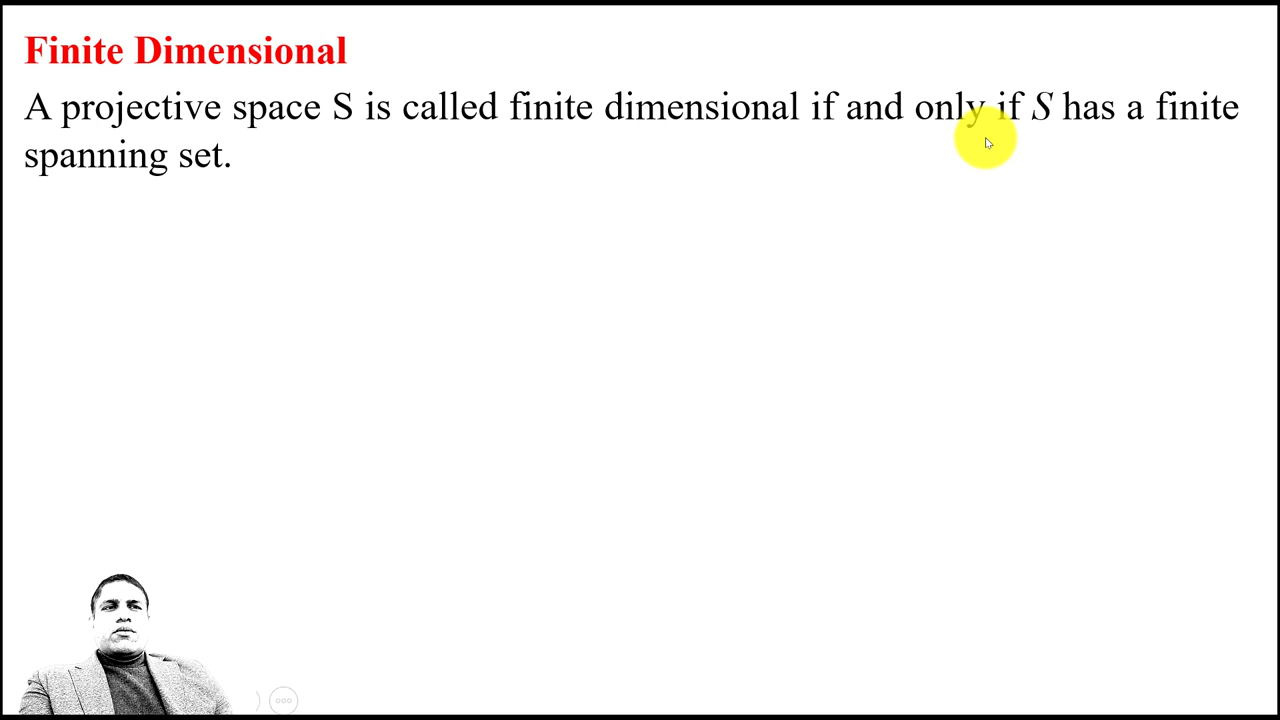 Finite Dimensional
A projective space S is called finite dimensional if and only if S has a finite
spanning set.